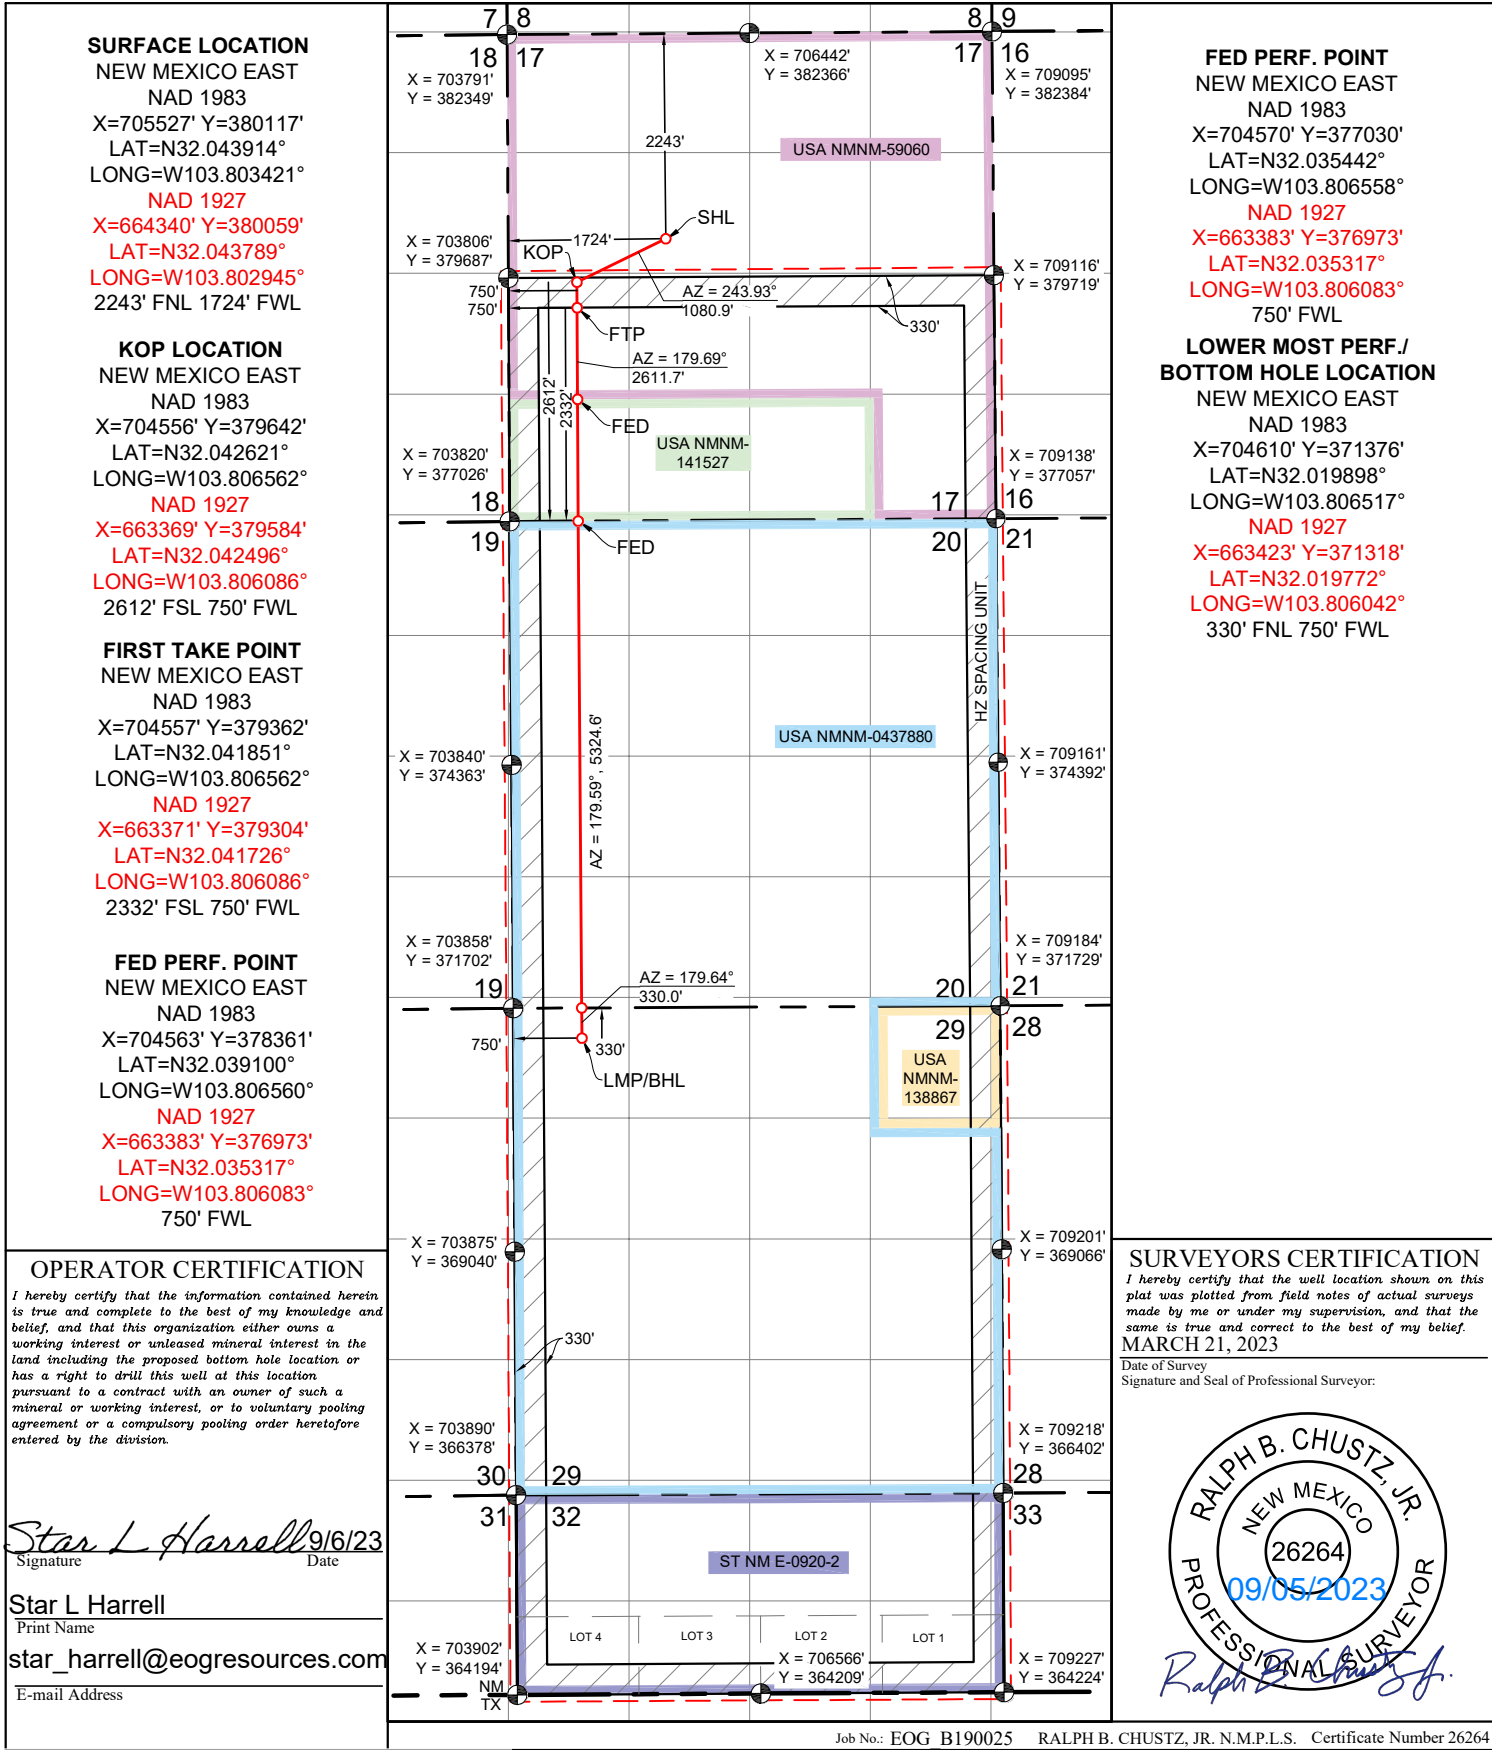 SURFACE LOCATION
NEW MEXICO EAST
NAD 1983
X=705527' Y=380117'
LAT=N32.043914°
LONG=W103.803421°
NAD 1927
X=664340' Y=380059'
LAT=N32.043789°
LONG=W103.802945°
2243' FNL 1724' FWL
KOP LOCATION
NEW MEXICO EAST
NAD 1983
X=704556' Y=379642'
LAT=N32.042621°
LONG=W103.806562°
NAD 1927
X=663369' Y=379584'
LAT=N32.042496°
LONG=W103.806086°
2612' FSL 750' FWL
FIRST TAKE POINT
NEW MEXICO EAST
NAD 1983
X=704557' Y=379362'
LAT=N32.041851°
LONG=W103.806562°
NAD 1927
X=663371' Y=379304'
LAT=N32.041726°
LONG=W103.806086°
2332' FSL 750' FWL
FED PERF. POINT
NEW MEXICO EAST
NAD 1983
X=704563' Y=378361'
LAT=N32.039100°
LONG=W103.806560°
NAD 1927
X=663383' Y=376973'
LAT=N32.035317°
LONG=W103.806083°
750' FWL
OPERATOR CERTIFICATION
I hereby certify that the information contained herein
is true and complete to the best of my knowledge and
belief, and that this organization either owns a
working interest or unleased mineral interest in the
land including the proposed bottom hole location or
has a right to drill this well at this location
pursuant to a contract with an owner of such a
mineral or working interest, or to voluntary pooling
agreement or a compulsory pooling order heretofore
entered by the division.
Star L Harrell 9/6/23
Signature Date
Star L Harrell
Print Name
star_harrell@eogresources.com
E-mail Address
7 8 8 9
18 17 17 16
X = 703791'
Y = 382349'
X = 706442'
Y = 382366'
X = 709095'
Y = 382384'
2243'
USA NMNM-59060
SHL
1724'
KOP
X = 703806'
Y = 379687'
X = 709116'
Y = 379719'
750'
AZ = 243.93°
1080.9'
750'
330'
FTP
AZ = 179.69°
2611.7'
2612'
2332'
FED
USA NMNM-
141527
X = 703820'
Y = 377026'
X = 709138'
Y = 377057'
18 17 16
19 20 21
FED
HZ SPACING UNIT
USA NMNM-0437880
X = 703840'
Y = 374363'
X = 709161'
Y = 374392'
AZ = 179.59°, 5324.6'
X = 703858'
Y = 371702'
X = 709184'
Y = 371729'
AZ = 179.64°
330.0'
19 20 21
29 28
750'
330'
LMP/BHL
USA
NMNM-
138867
X = 703875'
Y = 369040'
X = 709201'
Y = 369066'
330'
X = 703890'
Y = 366378'
X = 709218'
Y = 366402'
30 29 28
31 32 33
ST NM E-0920-2
LOT 4 LOT 3 LOT 2 LOT 1
X = 703902'
Y = 364194'
X = 706566'
Y = 364209'
X = 709227'
Y = 364224'
NM
TX
FED PERF. POINT
NEW MEXICO EAST
NAD 1983
X=704570' Y=377030'
LAT=N32.035442°
LONG=W103.806558°
NAD 1927
X=663383' Y=376973'
LAT=N32.035317°
LONG=W103.806083°
750' FWL
LOWER MOST PERF./
BOTTOM HOLE LOCATION
NEW MEXICO EAST
NAD 1983
X=704610' Y=371376'
LAT=N32.019898°
LONG=W103.806517°
NAD 1927
X=663423' Y=371318'
LAT=N32.019772°
LONG=W103.806042°
330' FNL 750' FWL
SURVEYORS CERTIFICATION
I hereby certify that the well location shown on this
plat was plotted from field notes of actual surveys
made by me or under my supervision, and that the
same is true and correct to the best of my belief.
MARCH 21, 2023
Date of Survey
Signature and Seal of Professional Surveyor:
RALPH B. CHUSTZ, JR.
NEW MEXICO
26264
09/05/2023
PROFESSIONAL SURVEYOR
Ralph B. Chustz Jr.
Job No.: EOG_B190025 RALPH B. CHUSTZ, JR. N.M.P.L.S. Certificate Number 26264